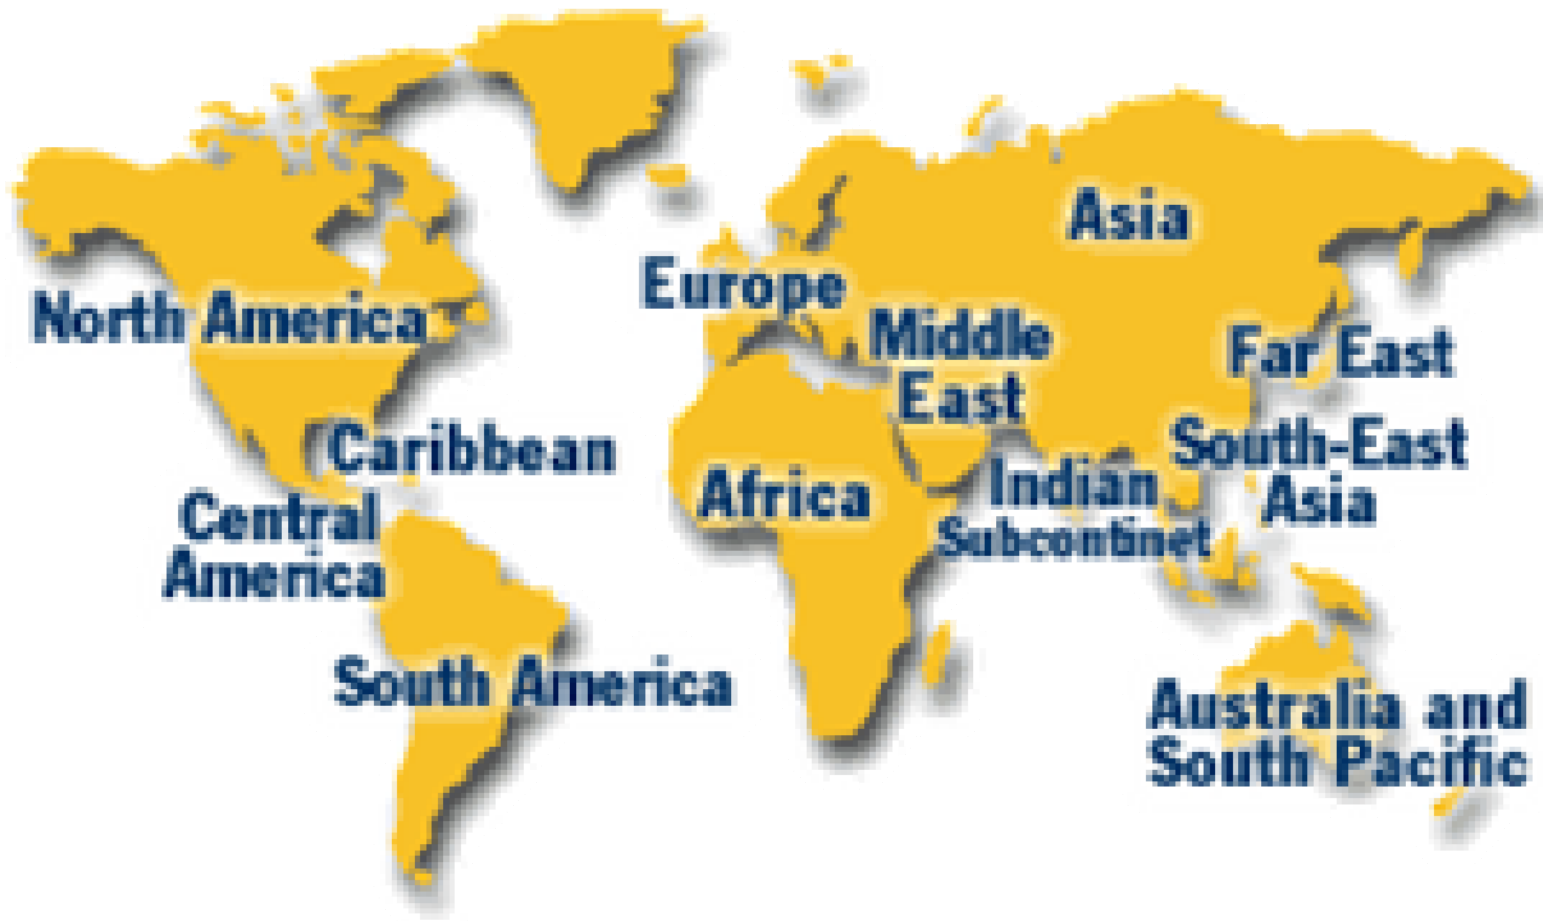 Asia
Europe
North America
Middle
East
Far East
Caribbean
South-East
Asia
Africa
Indian
Subcontinet
Central
America
South America
Australia and
South Pacific